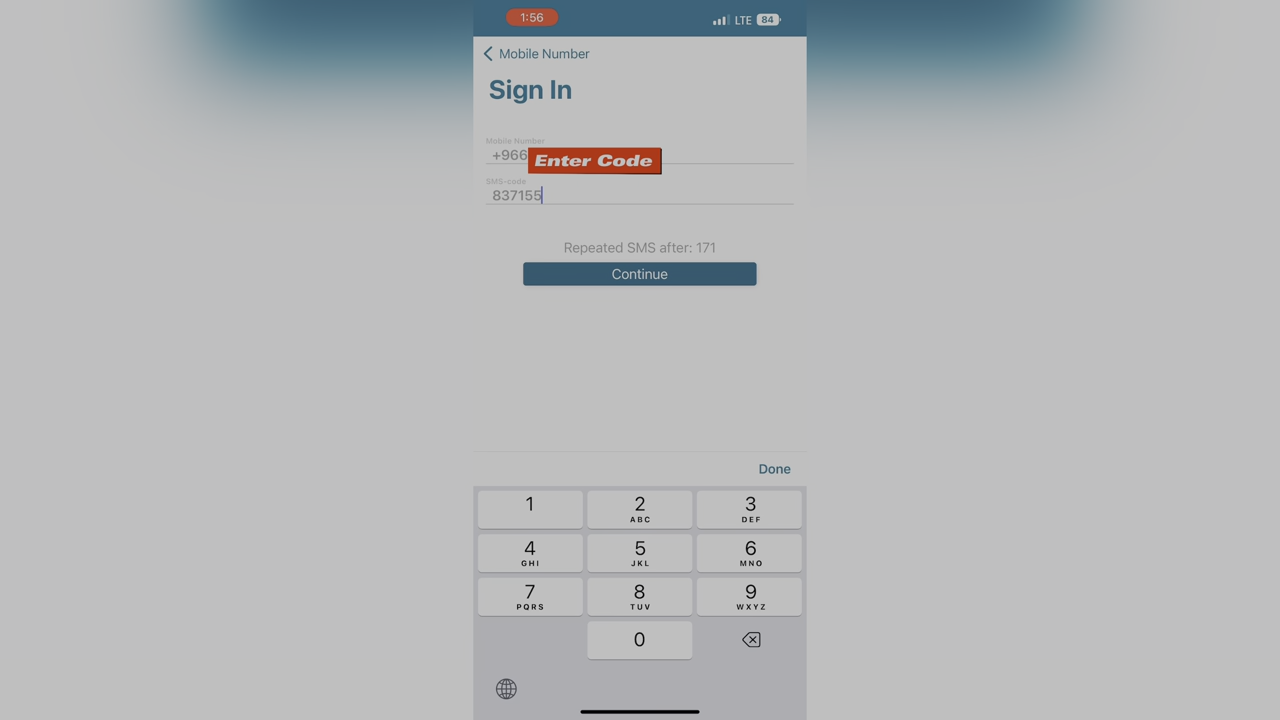 1:56
LTE 84
Mobile Number
Sign In
Mobile Number
+966
Enter Code
SMS-code
837155
Repeated SMS after: 171
Continue
Done
1 2 3
ABC DEF
4 5 6
GHI JKL MNO
7 8 9
PQRS TUV WXYZ
0